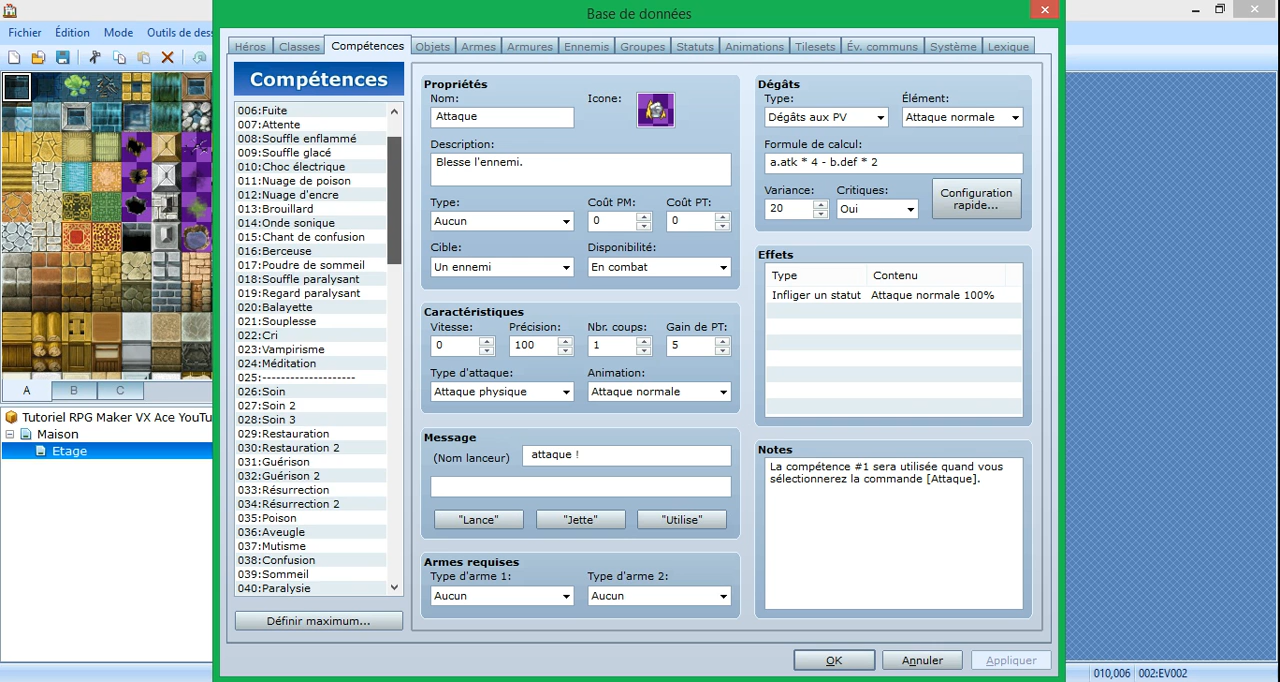 Base de données
Fichier Édition Mode Outils de des
Héros Classes Compétences Objets Armes Armures Ennemis Groupes Statuts Animations Tilesets Év. communs Système Lexique
Compétences
006:Fuite
007:Attente
008:Souffle enflammé
009:Souffle glacé
010:Choc électrique
011:Nuage de poison
012:Nuage d'encre
013:Brouillard
014:Onde sonique
015:Chant de confusion
016:Berceuse
017:Poudre de sommeil
018:Souffle paralysant
019:Regard paralysant
020:Balayette
021:Souplesse
022:Cri
023:Vampirisme
024:Méditation
025:--------------------
026:Soin
027:Soin 2
028:Soin 3
029:Restauration
030:Restauration 2
031:Guérison
032:Guérison 2
033:Résurrection
034:Résurrection 2
035:Poison
036:Aveugle
037:Mutisme
038:Confusion
039:Sommeil
040:Paralysie
Définir maximum...
Propriétés
Nom: Icone:
Attaque
Description:
Blesse l'ennemi.
Type: Coût PM: Coût PT:
Aucun 0 0
Cible: Disponibilité:
Un ennemi En combat
Caractéristiques
Vitesse: Précision: Nbr. coups: Gain de PT:
0 100 1 5
Type d'attaque: Animation:
Attaque physique Attaque normale
Message
(Nom lanceur) attaque !
"Lance" "Jette" "Utilise"
Armes requises
Type d'arme 1: Type d'arme 2:
Aucun Aucun
Dégâts
Type: Élément:
Dégâts aux PV Attaque normale
Formule de calcul:
a.atk * 4 - b.def * 2
Variance: Critiques:
20 Oui
Configuration
rapide...
Effets
Type Contenu
Infliger un statut Attaque normale 100%
Notes
La compétence #1 sera utilisée quand vous
sélectionnerez la commande [Attaque].
OK Annuler Appliquer
A B C
Tutoriel RPG Maker VX Ace YouTu
Maison
Etage
010,006 002:EV002